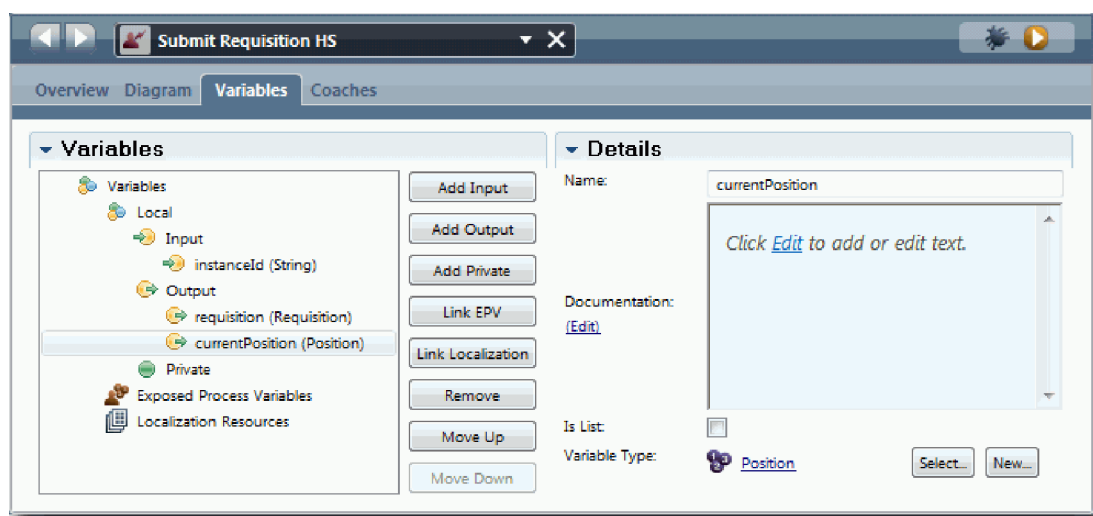 Submit Requisition HS
Overview Diagram Variables Coaches
Variables
Variables
Local
Input
instanceId (String)
Output
requisition (Requisition)
currentPosition (Position)
Private
Exposed Process Variables
Localization Resources
Add Input
Add Output
Add Private
Link EPV
Link Localization
Remove
Move Up
Move Down
Details
Name: currentPosition
Click Edit to add or edit text.
Documentation:
(Edit)
Is List:
Variable Type: Position Select... New...